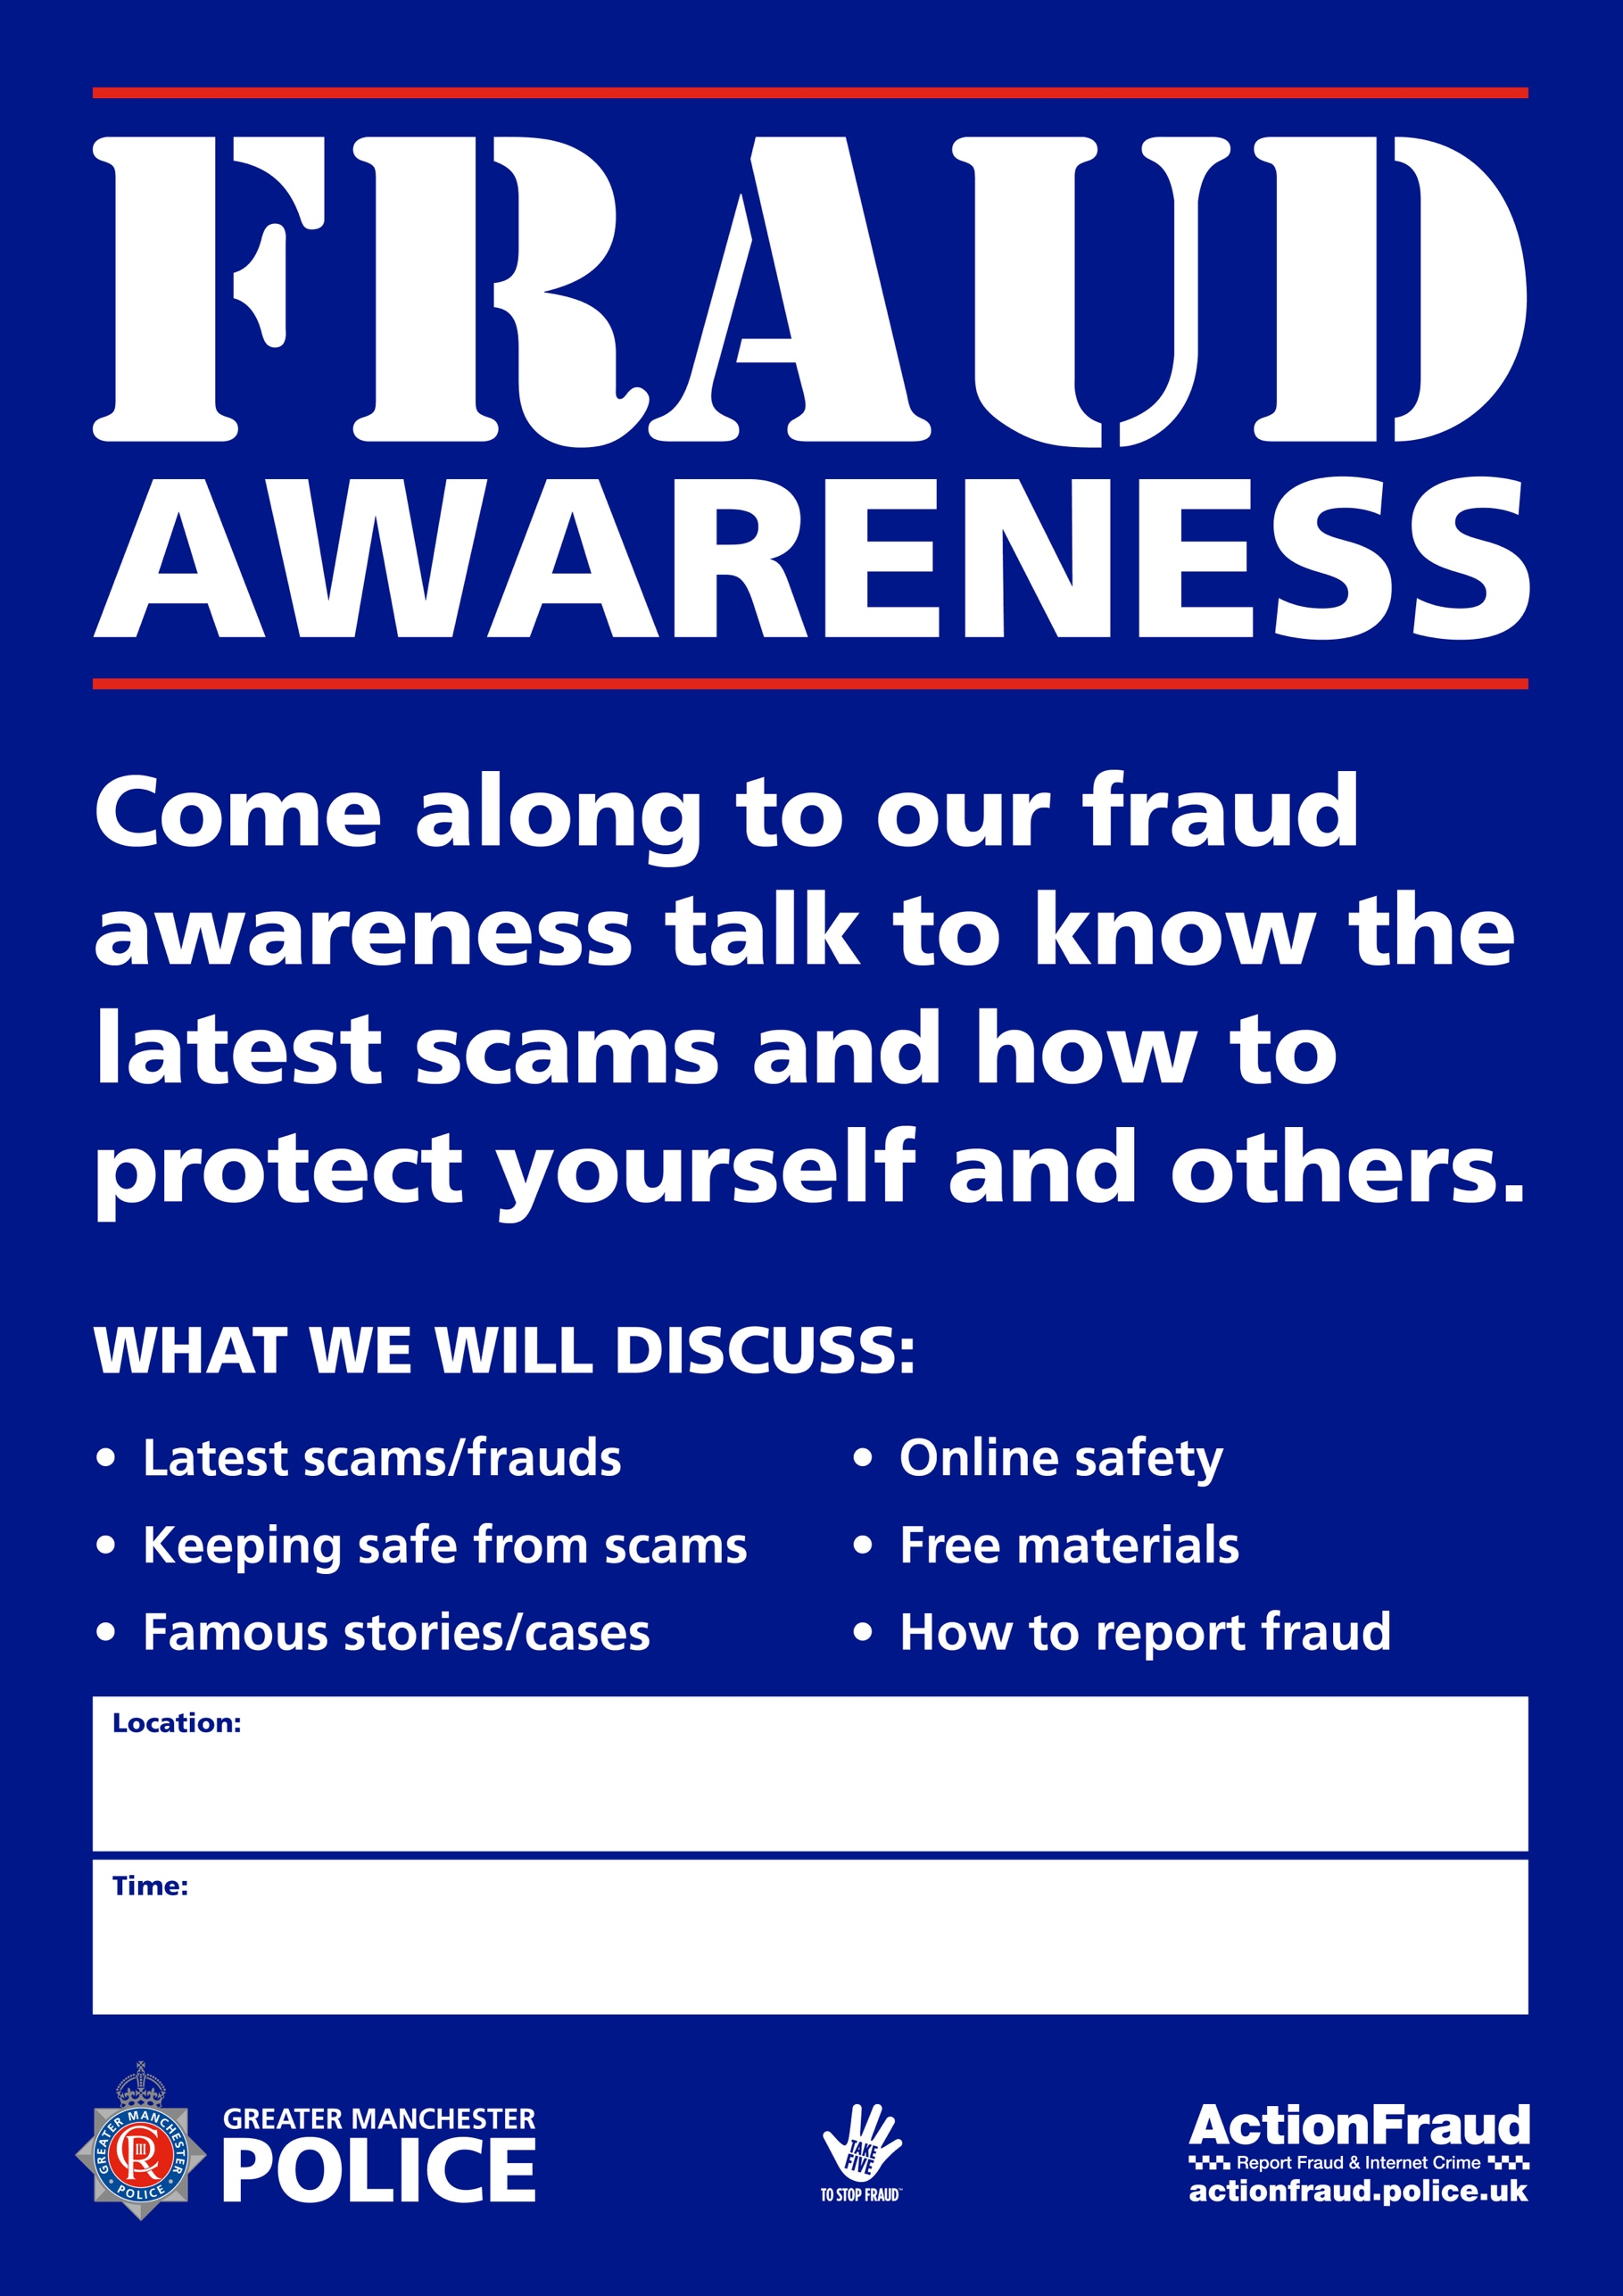 FRAUD
AWARENESS
Come along to our fraud
awareness talk to know the
latest scams and how to
protect yourself and others.
WHAT WE WILL DISCUSS:
• Latest scams/frauds
• Keeping safe from scams
• Famous stories/cases
• Online safety
• Free materials
• How to report fraud
Location:
Time:
GREATER MANCHESTER
CR III
POLICE
GREATER MANCHESTER
POLICE
TAKE
FIVE
TO STOP FRAUD™
ActionFraud
Report Fraud & Internet Crime
actionfraud.police.uk